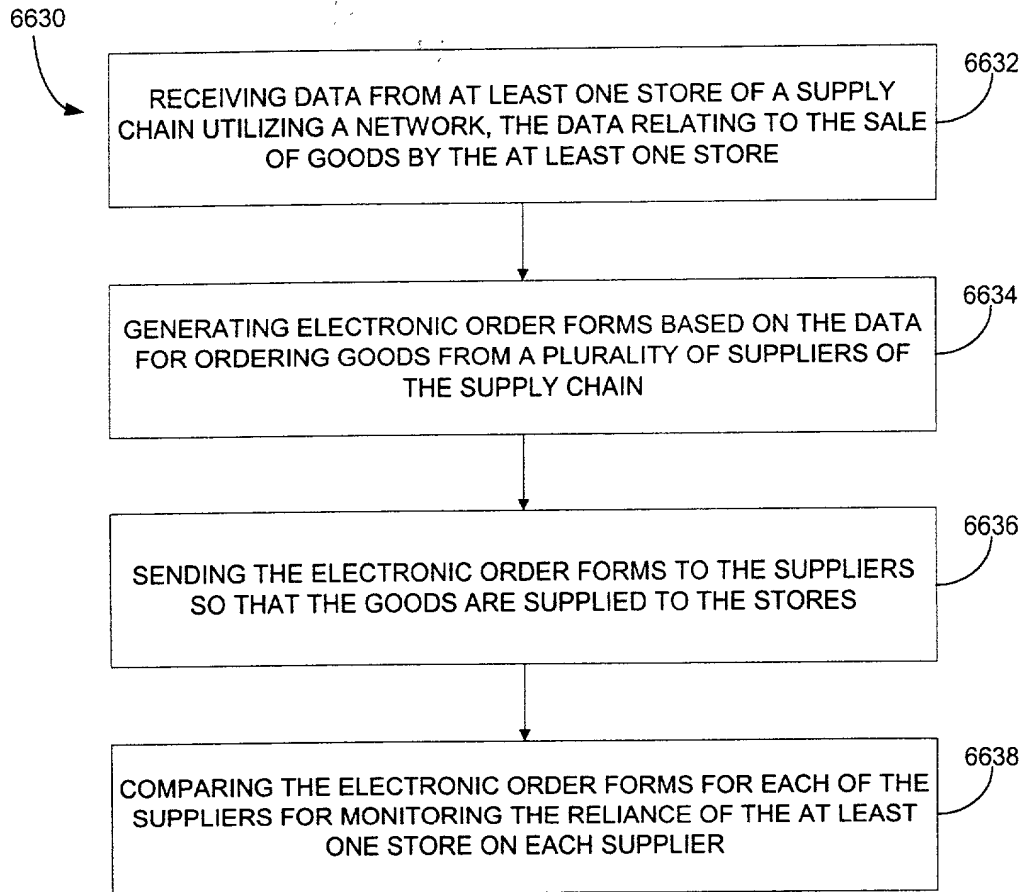 6630
6632
RECEIVING DATA FROM AT LEAST ONE STORE OF A SUPPLY
CHAIN UTILIZING A NETWORK, THE DATA RELATING TO THE SALE
OF GOODS BY THE AT LEAST ONE STORE
6634
GENERATING ELECTRONIC ORDER FORMS BASED ON THE DATA
FOR ORDERING GOODS FROM A PLURALITY OF SUPPLIERS OF
THE SUPPLY CHAIN
6636
SENDING THE ELECTRONIC ORDER FORMS TO THE SUPPLIERS
SO THAT THE GOODS ARE SUPPLIED TO THE STORES
6638
COMPARING THE ELECTRONIC ORDER FORMS FOR EACH OF THE
SUPPLIERS FOR MONITORING THE RELIANCE OF THE AT LEAST
ONE STORE ON EACH SUPPLIER